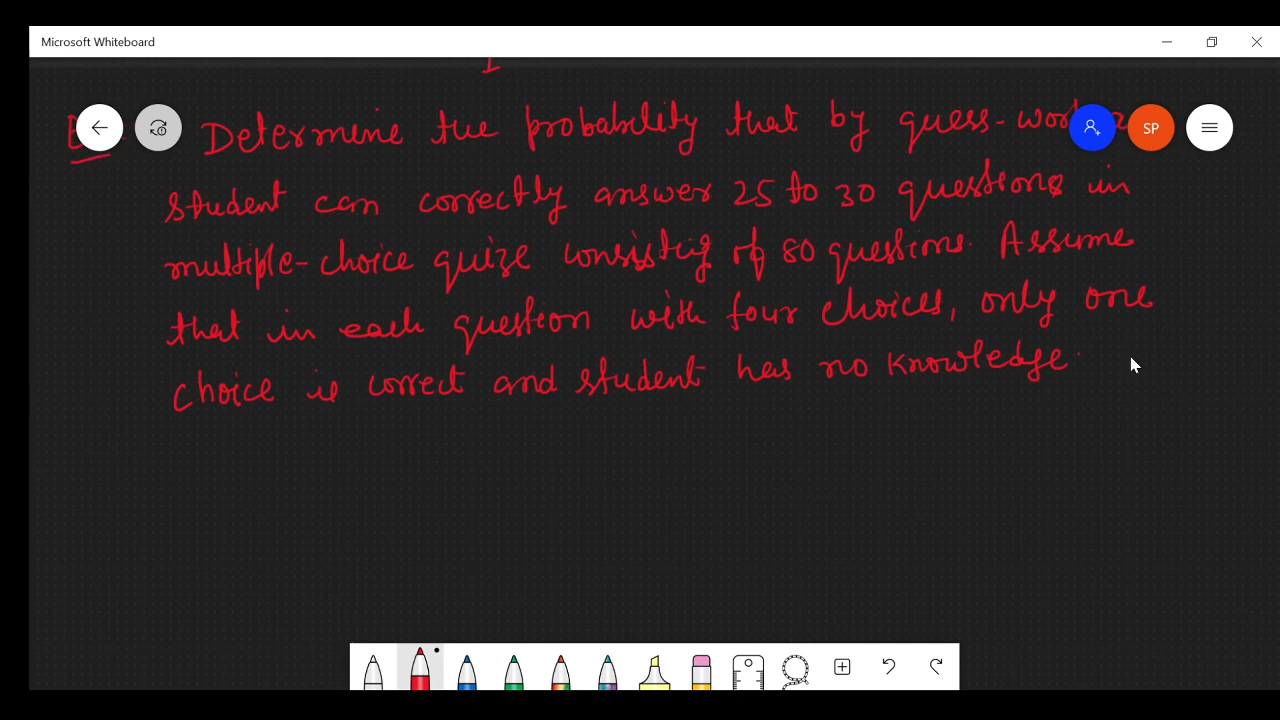 Microsoft Whiteboard
Determine the probability that by guess-work a
SP
student can correctly answer 25 to 30 questions in
multiple-choice quize consistig of 80 questions. Assume
that in each question with four choices, only one
choice is correct and student has no knowledge.